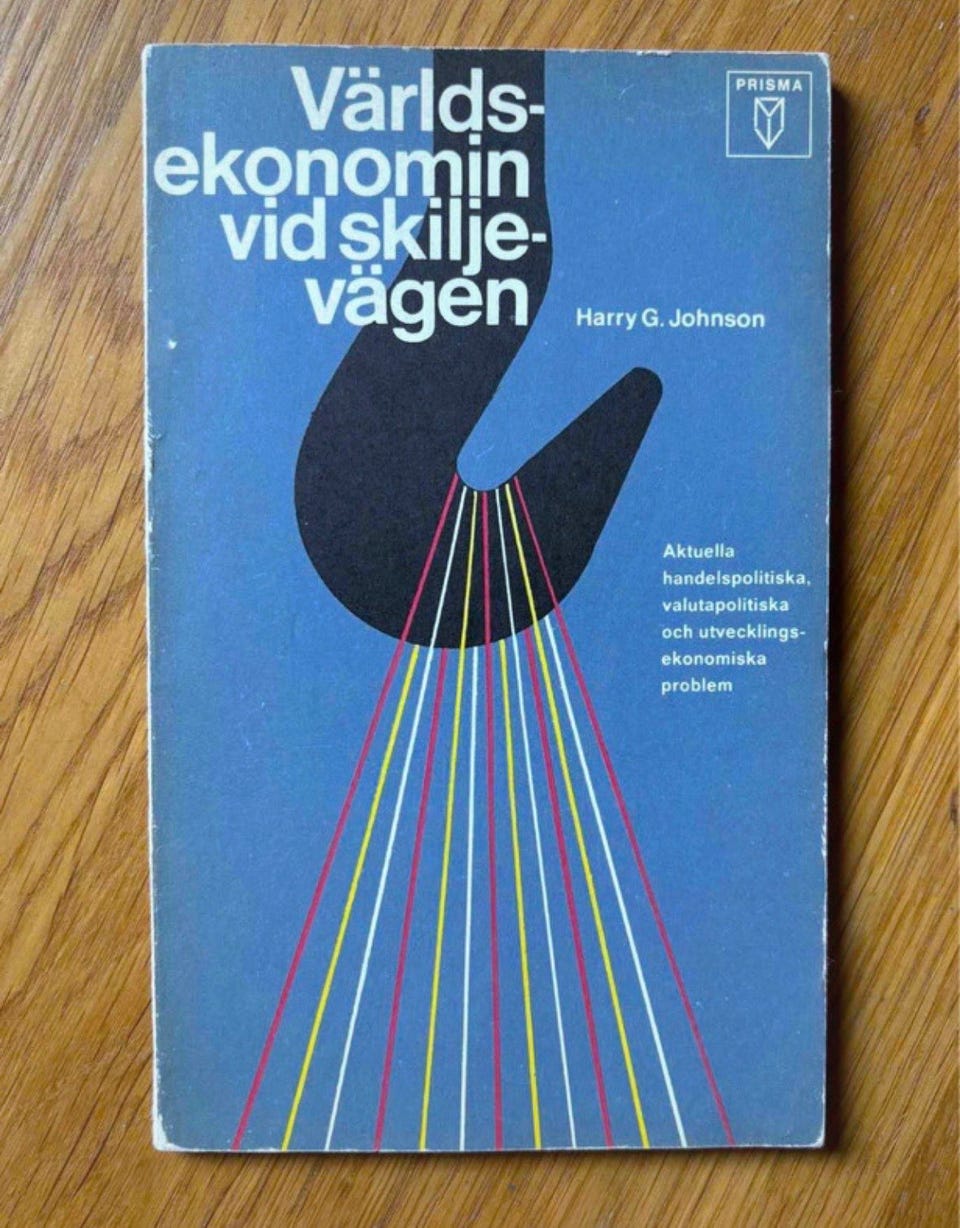 PRISMA
Världs-
ekonomin
vid skilje-
vägen
Harry G. Johnson
Aktuella
handelspolitiska,
valutapolitiska
och utvecklings-
ekonomiska
problem